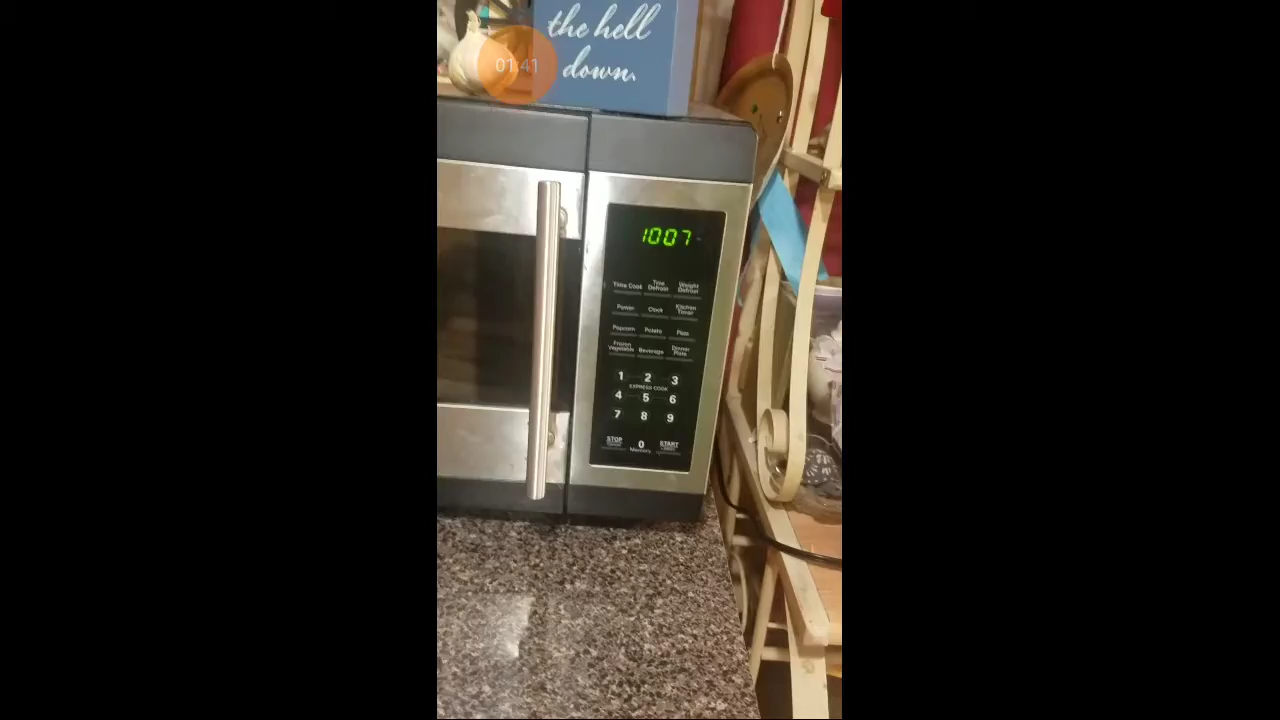 the hell
down.
01:41
1007
Time Cook
Time
Defrost
Weight
Defrost
Power
Clock
Kitchen
Timer
Popcorn
Potato
Pizza
Frozen
Vegetable
Beverage
Dinner
Plate
1 2 3
EXPRESS COOK
4 5 6
7 8 9
STOP
0
Memory
START